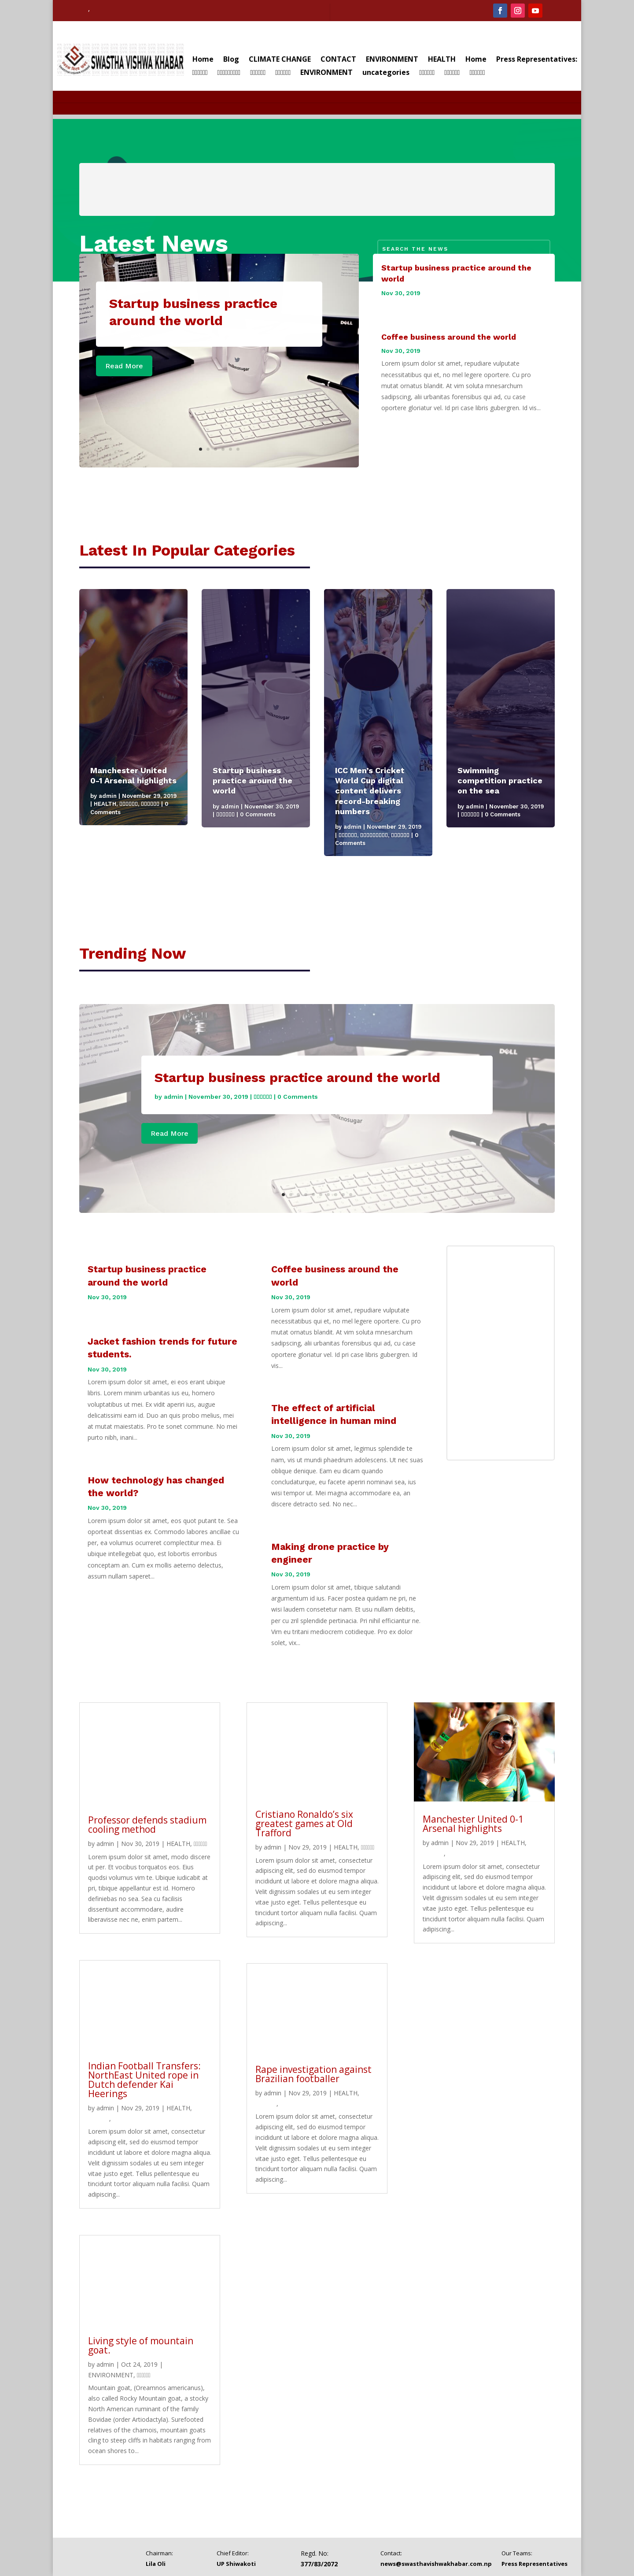 SWASTHA VISHWA KHABAR
Home Blog CLIMATE CHANGE CONTACT ENVIRONMENT HEALTH Home Press Representatives:
ENVIRONMENT uncategories
Latest News
SEARCH THE NEWS
Startup business practice around the world
Read More
Startup business practice around the
world
Nov 30, 2019
Coffee business around the world
Nov 30, 2019
Lorem ipsum dolor sit amet, repudiare vulputate
necessitatibus qui et, no mel legere oportere. Cu pro
mutat ornatus blandit. At vim soluta mnesarchum
sadipscing, alii urbanitas forensibus qui ad, cu case
oportere gloriatur vel. Id pri case libris gubergren. Id vis...
Latest In Popular Categories
Manchester United
0-1 Arsenal highlights
by admin | November 29, 2019
| HEALTH, | 0
Comments
Startup business
practice around the
world
by admin | November 30, 2019
| | 0 Comments
ICC Men's Cricket
World Cup digital
content delivers
record-breaking
numbers
by admin | November 29, 2019
| | 0
Comments
Swimming
competition practice
on the sea
by admin | November 30, 2019
| | 0 Comments
Trending Now
DELL
Startup business practice around the world
by admin | November 30, 2019 | | 0 Comments
Read More
Startup business practice
around the world
Nov 30, 2019
Jacket fashion trends for future
students.
Nov 30, 2019
Lorem ipsum dolor sit amet, ei eos erant ubique
libris. Lorem minim urbanitas ius eu, homero
voluptatibus ut mei. Ex vidit aperiri ius, augue
delicatissimi eam id. Duo an quis probo melius, mei
at mutat maiestatis. Pro te sonet commune. No mei
purto nibh, inani...
How technology has changed
the world?
Nov 30, 2019
Lorem ipsum dolor sit amet, eos quot putant te. Sea
oporteat dissentias ex. Commodo labores ancillae cu
per, ea volumus ocurreret complectitur mea. Ei
ubique intellegebat quo, est lobortis erroribus
conceptam an. Cum ex mollis aeterno delectus,
assum nullam saperet...
Coffee business around the
world
Nov 30, 2019
Lorem ipsum dolor sit amet, repudiare vulputate
necessitatibus qui et, no mel legere oportere. Cu pro
mutat ornatus blandit. At vim soluta mnesarchum
sadipscing, alii urbanitas forensibus qui ad, cu case
oportere gloriatur vel. Id pri case libris gubergren. Id
vis...
The effect of artificial
intelligence in human mind
Nov 30, 2019
Lorem ipsum dolor sit amet, legimus splendide te
nam, vis ut mundi phaedrum adolescens. Ut nec suas
oblique denique. Eam eu dicam quando
concludaturque, eu facete aperiri nominavi sea, ius
wisi tempor ut. Mei magna accommodare ea, an
discere detracto sed. No nec...
Making drone practice by
engineer
Nov 30, 2019
Lorem ipsum dolor sit amet, tibique salutandi
argumentum id ius. Facer postea quidam ne pri, ne
wisi laudem consetetur nam. Et usu nullam debitis,
per cu zril splendide pertinacia. Pri nihil efficiantur ne.
Vim eu tritani mediocrem cotidieque. Pro ex dolor
solet, vix...
Professor defends stadium
cooling method
by admin | Nov 30, 2019 | HEALTH,
Lorem ipsum dolor sit amet, modo discere
ut per. Et vocibus torquatos eos. Eius
quodsi volumus vim te. Ubique iudicabit at
pri, tibique appellantur est id. Homero
definiebas no sea. Sea cu facilisis
dissentiunt accommodare, audire
liberavisse nec ne, enim partem...
Cristiano Ronaldo's six
greatest games at Old
Trafford
by admin | Nov 29, 2019 | HEALTH,
Lorem ipsum dolor sit amet, consectetur
adipiscing elit, sed do eiusmod tempor
incididunt ut labore et dolore magna aliqua.
Velit dignissim sodales ut eu sem integer
vitae justo eget. Tellus pellentesque eu
tincidunt tortor aliquam nulla facilisi. Quam
adipiscing...
Manchester United 0-1
Arsenal highlights
by admin | Nov 29, 2019 | HEALTH,
Lorem ipsum dolor sit amet, consectetur
adipiscing elit, sed do eiusmod tempor
incididunt ut labore et dolore magna aliqua.
Velit dignissim sodales ut eu sem integer
vitae justo eget. Tellus pellentesque eu
tincidunt tortor aliquam nulla facilisi. Quam
adipiscing...
Indian Football Transfers:
NorthEast United rope in
Dutch defender Kai
Heerings
by admin | Nov 29, 2019 | HEALTH,
Lorem ipsum dolor sit amet, consectetur
adipiscing elit, sed do eiusmod tempor
incididunt ut labore et dolore magna aliqua.
Velit dignissim sodales ut eu sem integer
vitae justo eget. Tellus pellentesque eu
tincidunt tortor aliquam nulla facilisi. Quam
adipiscing...
Rape investigation against
Brazilian footballer
by admin | Nov 29, 2019 | HEALTH,
Lorem ipsum dolor sit amet, consectetur
adipiscing elit, sed do eiusmod tempor
incididunt ut labore et dolore magna aliqua.
Velit dignissim sodales ut eu sem integer
vitae justo eget. Tellus pellentesque eu
tincidunt tortor aliquam nulla facilisi. Quam
adipiscing...
Living style of mountain
goat.
by admin | Oct 24, 2019 |
ENVIRONMENT,
Mountain goat, (Oreamnos americanus),
also called Rocky Mountain goat, a stocky
North American ruminant of the family
Bovidae (order Artiodactyla). Surefooted
relatives of the chamois, mountain goats
cling to steep cliffs in habitats ranging from
ocean shores to...
Chairman:
Lila Oli
Chief Editor:
UP Shiwakoti
Regd. No:
377/83/2072
Contact:
news@swasthavishwakhabar.com.np
Our Teams:
Press Representatives